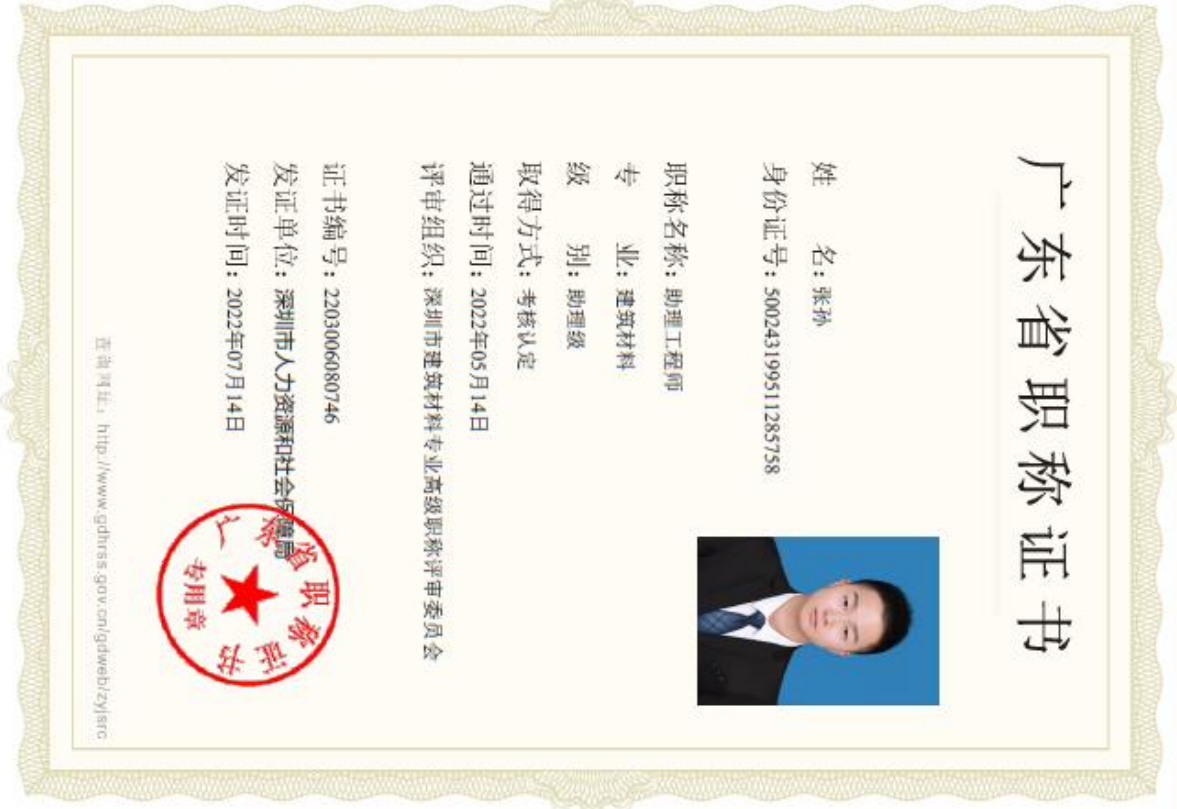 广东省职称证书
姓 名：张孙
身份证号：500243199511285758
职称名称：助理工程师
专 业：建筑材料
级 别：助理级
取得方式：考核认定
通过时间：2022年05月14日
评审组织：深圳市建筑材料专业高级职称评审委员会
证书编号：2203006080746
发证单位：深圳市人力资源和社会保障局
发证时间：2022年07月14日
广东省职称证书
专用章
查询网址：http://www.gdhrss.gov.cn/gdweb/zyjsrc